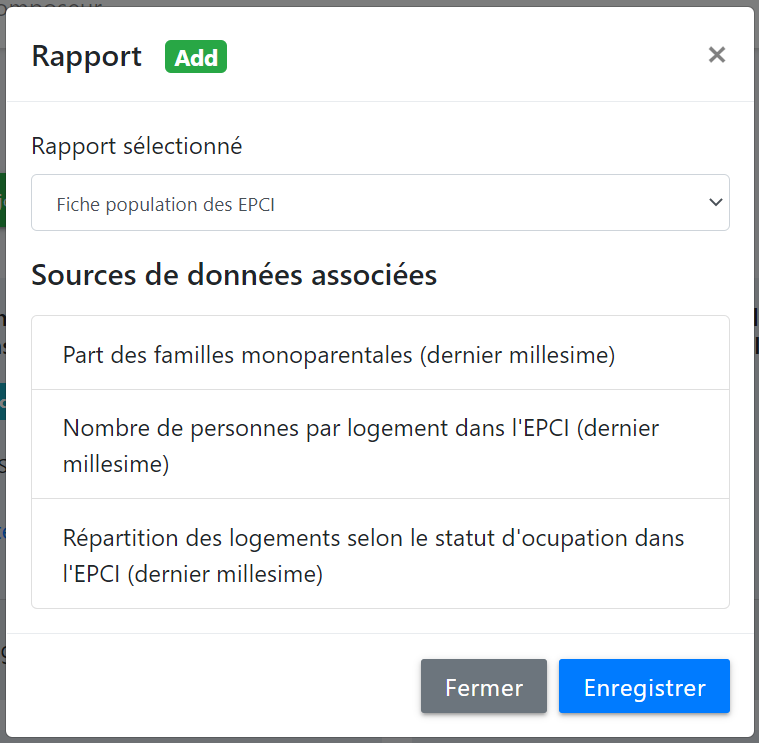 Rapport Add ×
Rapport sélectionné
Fiche population des EPCI
Sources de données associées
Part des familles monoparentales (dernier millesime)
Nombre de personnes par logement dans l'EPCI (dernier
millesime)
Répartition des logements selon le statut d'ocupation dans
l'EPCI (dernier millesime)
Fermer Enregistrer